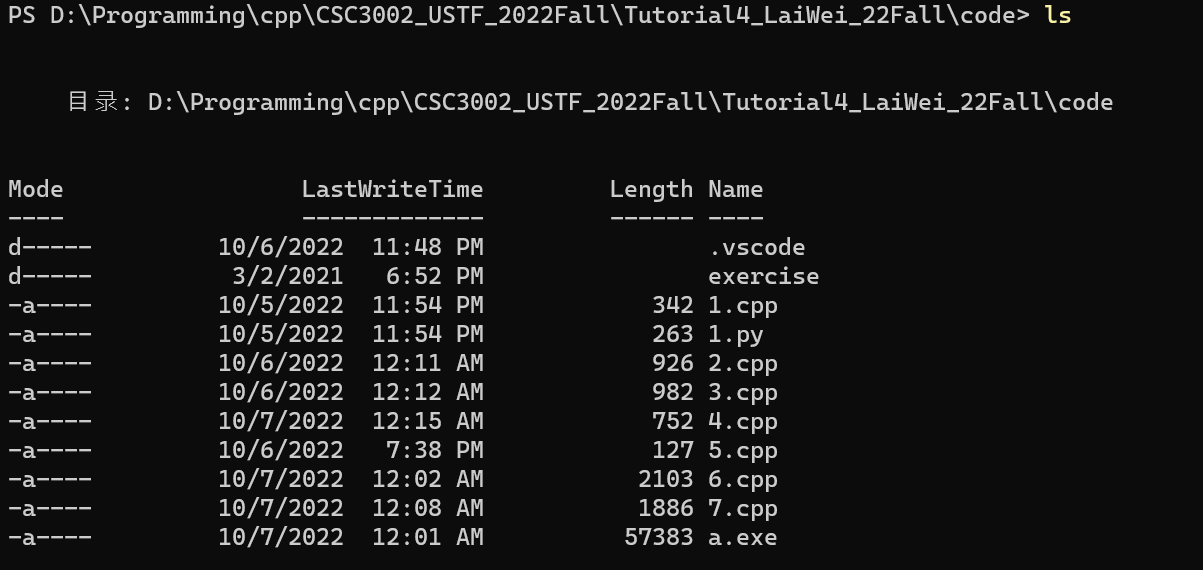 PS D:\Programming\cpp\CSC3002_USTF_2022Fall\Tutorial4_LaiWei_22Fall\code> ls
目录: D:\Programming\cpp\CSC3002_USTF_2022Fall\Tutorial4_LaiWei_22Fall\code
Mode                 LastWriteTime         Length Name
----                 -------------         ------ ----
d-----         10/6/2022  11:48 PM                .vscode
d-----          3/2/2021   6:52 PM                exercise
-a----         10/5/2022  11:54 PM            342 1.cpp
-a----         10/5/2022  11:54 PM            263 1.py
-a----         10/6/2022  12:11 AM            926 2.cpp
-a----         10/6/2022  12:12 AM            982 3.cpp
-a----         10/7/2022  12:15 AM            752 4.cpp
-a----         10/6/2022   7:38 PM            127 5.cpp
-a----         10/7/2022  12:02 AM           2103 6.cpp
-a----         10/7/2022  12:08 AM           1886 7.cpp
-a----         10/7/2022  12:01 AM          57383 a.exe